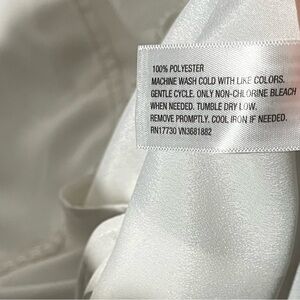 100% POLYESTER
MACHINE WASH COLD WITH LIKE COLORS.
GENTLE CYCLE. ONLY NON-CHLORINE BLEACH
WHEN NEEDED. TUMBLE DRY LOW.
REMOVE PROMPTLY. COOL IRON IF NEEDED.
RN17730 VN3681882